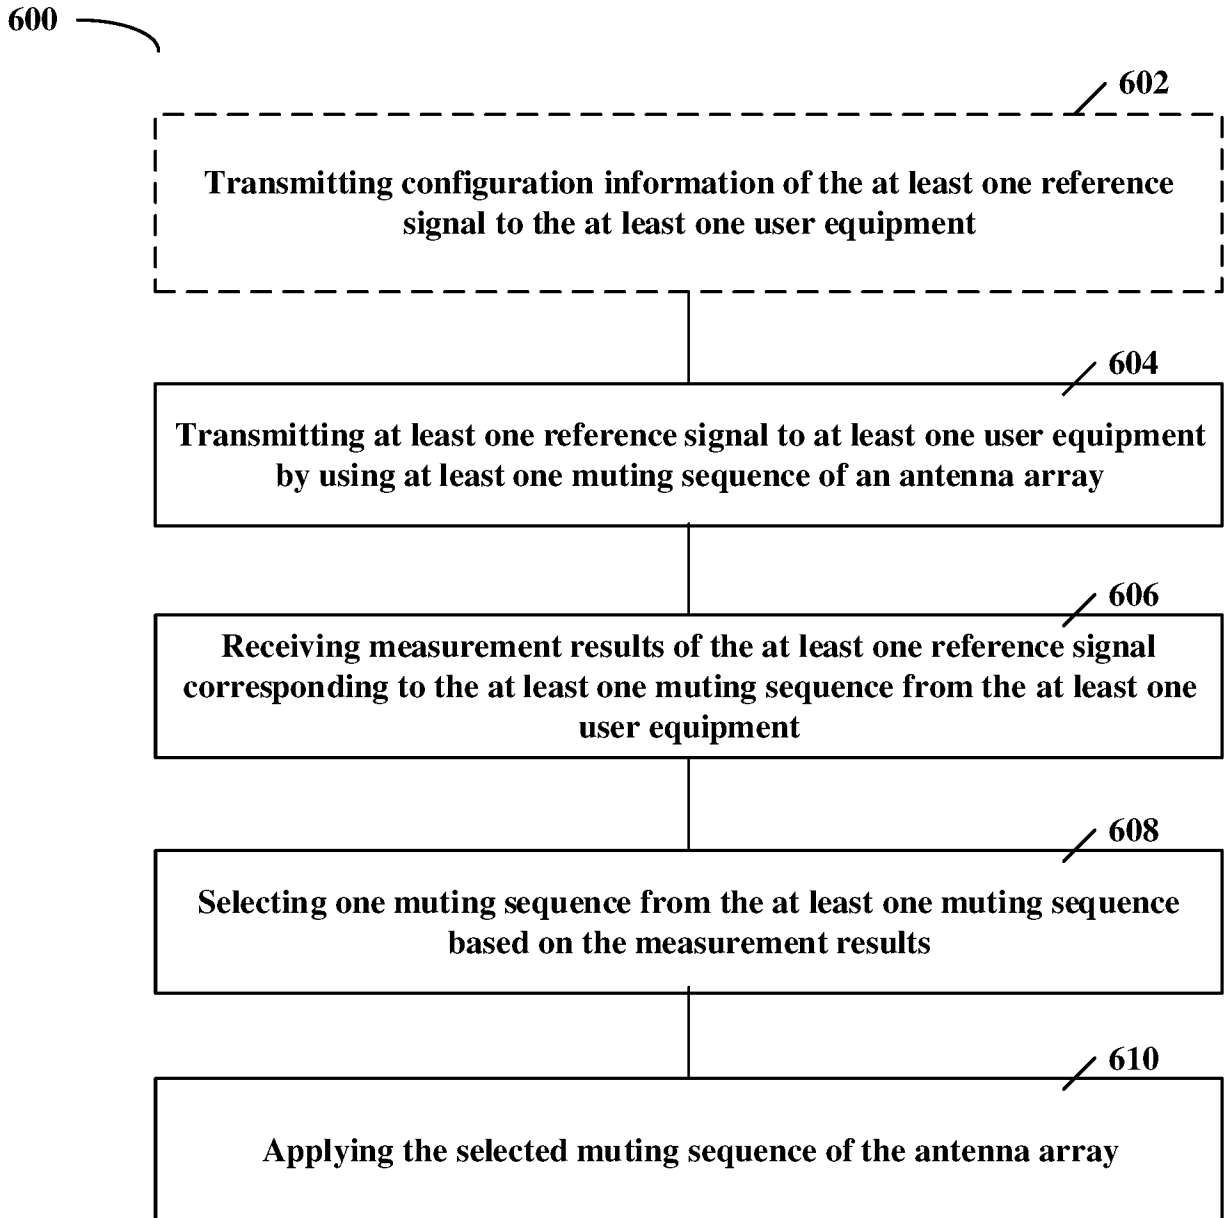 600
602
Transmitting configuration information of the at least one reference
signal to the at least one user equipment
604
Transmitting at least one reference signal to at least one user equipment
by using at least one muting sequence of an antenna array
606
Receiving measurement results of the at least one reference signal
corresponding to the at least one muting sequence from the at least one
user equipment
608
Selecting one muting sequence from the at least one muting sequence
based on the measurement results
610
Applying the selected muting sequence of the antenna array